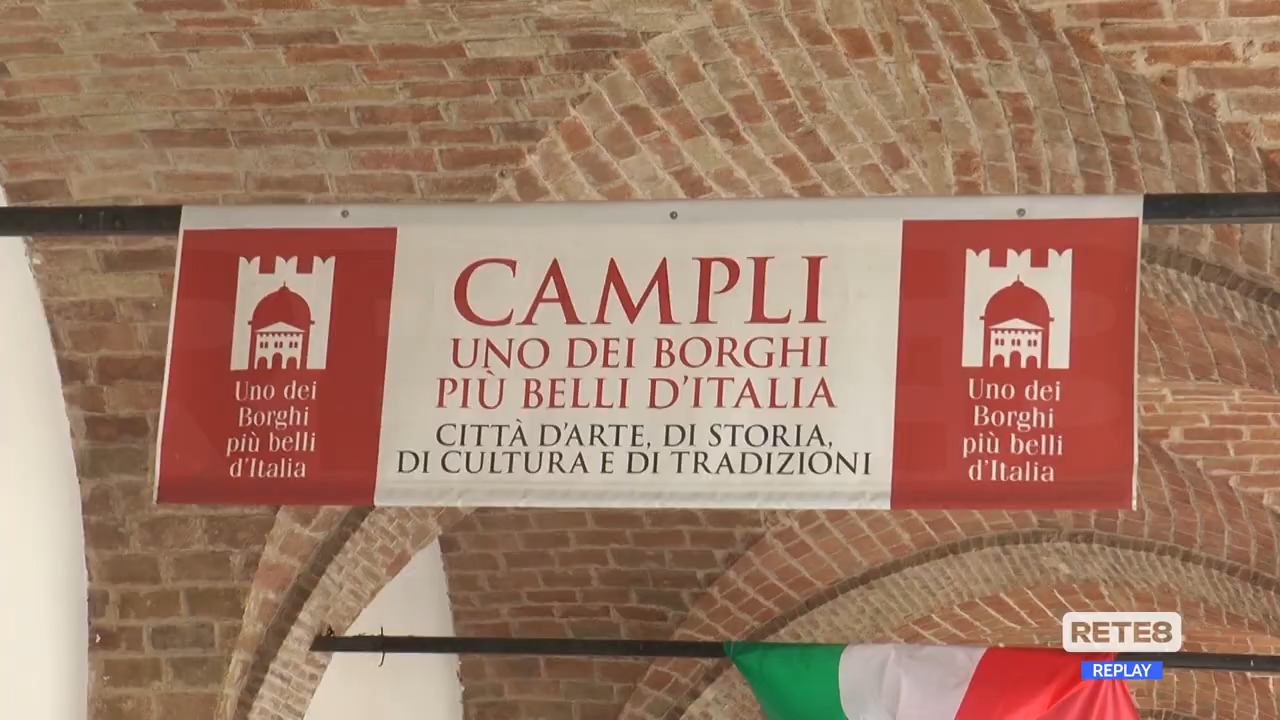 CAMPLI
UNO DEI BORGHI
PIÙ BELLI D'ITALIA
CITTÀ D'ARTE, DI STORIA,
DI CULTURA E DI TRADIZIONI
Uno dei
Borghi
più belli
d'Italia
Uno dei
Borghi
più belli
d'Italia
RETE8
REPLAY